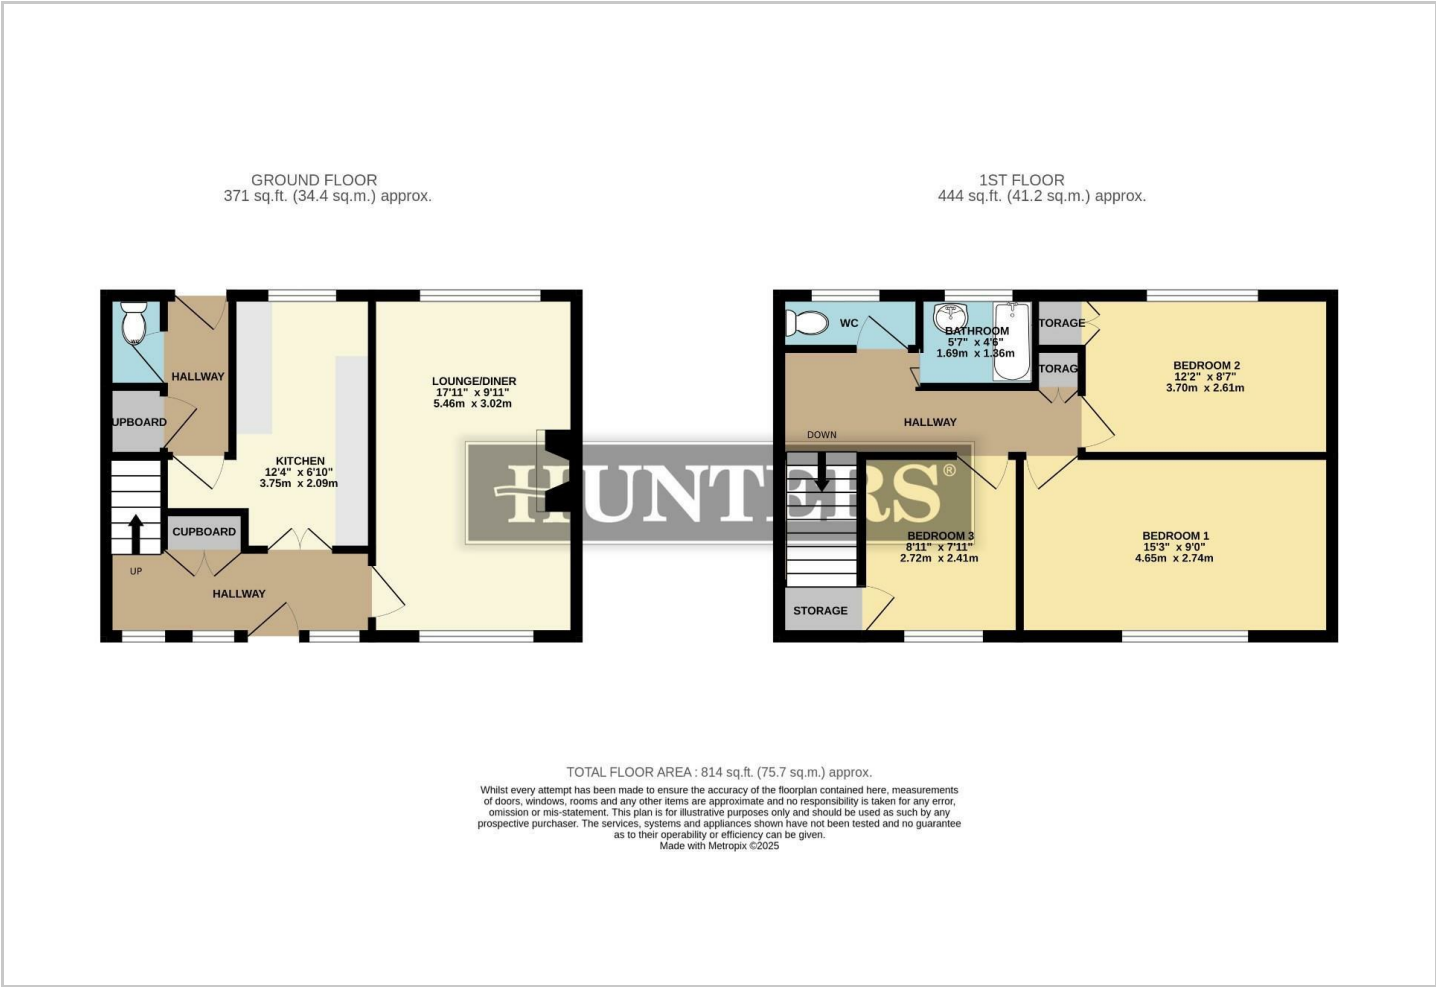 GROUND FLOOR
371 sq.ft. (34.4 sq.m.) approx.
HALLWAY
UPBOARD
KITCHEN
12'4" x 6'10"
3.75m x 2.09m
LOUNGE/DINER
17'11" x 9'11"
5.46m x 3.02m
CUPBOARD
UP
HALLWAY
1ST FLOOR
444 sq.ft. (41.2 sq.m.) approx.
WC
BATHROOM
5'7" x 4'6"
1.69m x 1.36m
TORAGE
TORAG
BEDROOM 2
12'2" x 8'7"
3.70m x 2.61m
HALLWAY
DOWN
BEDROOM 3
8'11" x 7'11"
2.72m x 2.41m
BEDROOM 1
15'3" x 9'0"
4.65m x 2.74m
STORAGE
HUNTERS®
TOTAL FLOOR AREA : 814 sq.ft. (75.7 sq.m.) approx.
Whilst every attempt has been made to ensure the accuracy of the floorplan contained here, measurements
of doors, windows, rooms and any other items are approximate and no responsibility is taken for any error,
omission or mis-statement. This plan is for illustrative purposes only and should be used as such by any
prospective purchaser. The services, systems and appliances shown have not been tested and no guarantee
as to their operability or efficiency can be given.
Made with Metropix ©2025